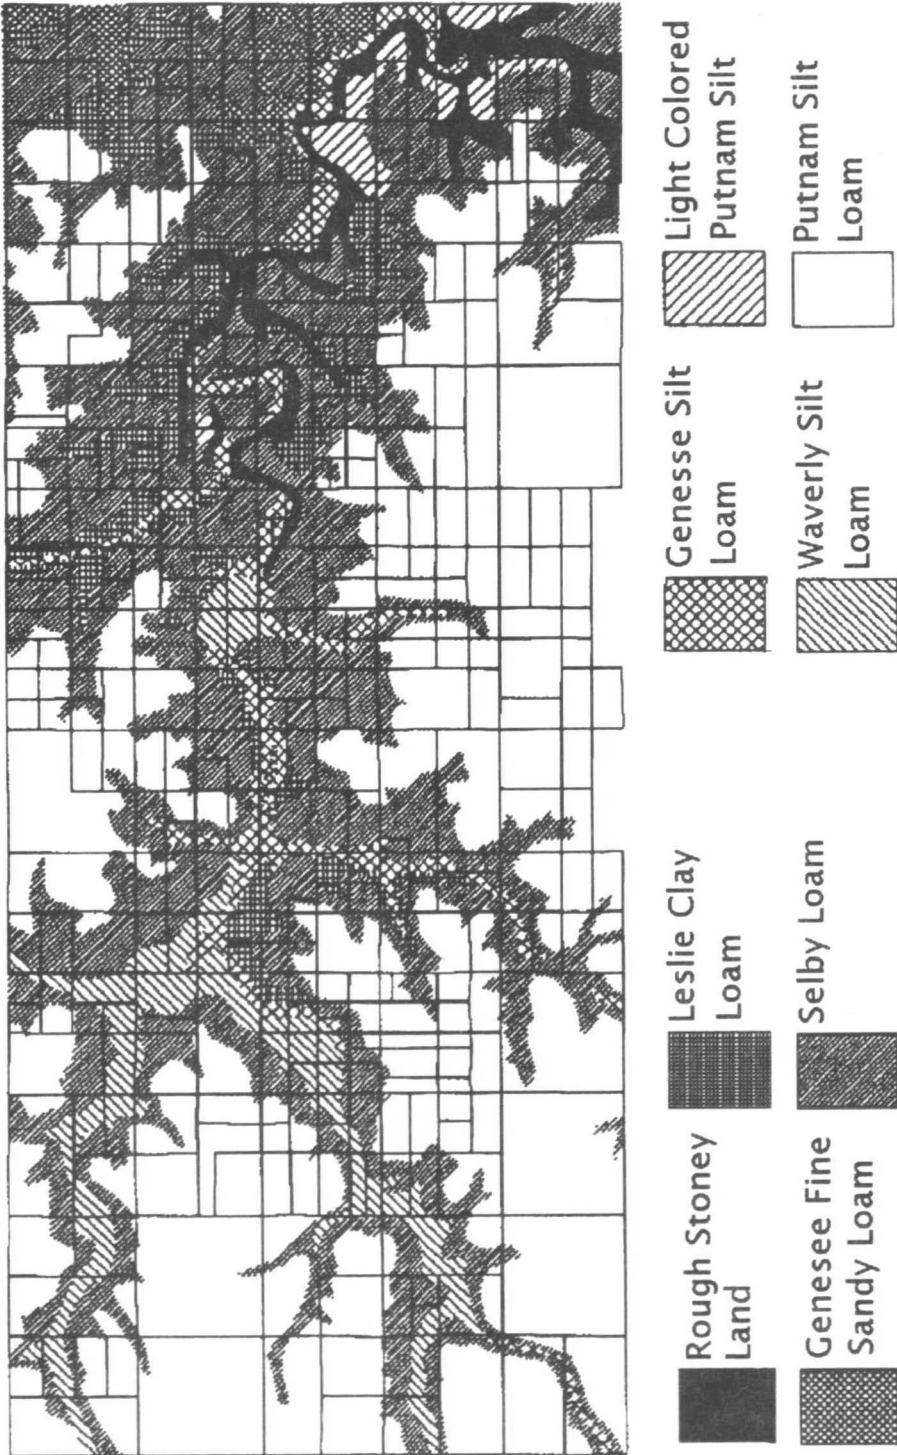 Rough Stoney
Land
Leslie Clay
Loam
Genesse Silt
Loam
Light Colored
Putnam Silt
Genesee Fine
Sandy Loam
Selby Loam
Waverly Silt
Loam
Putnam Silt
Loam